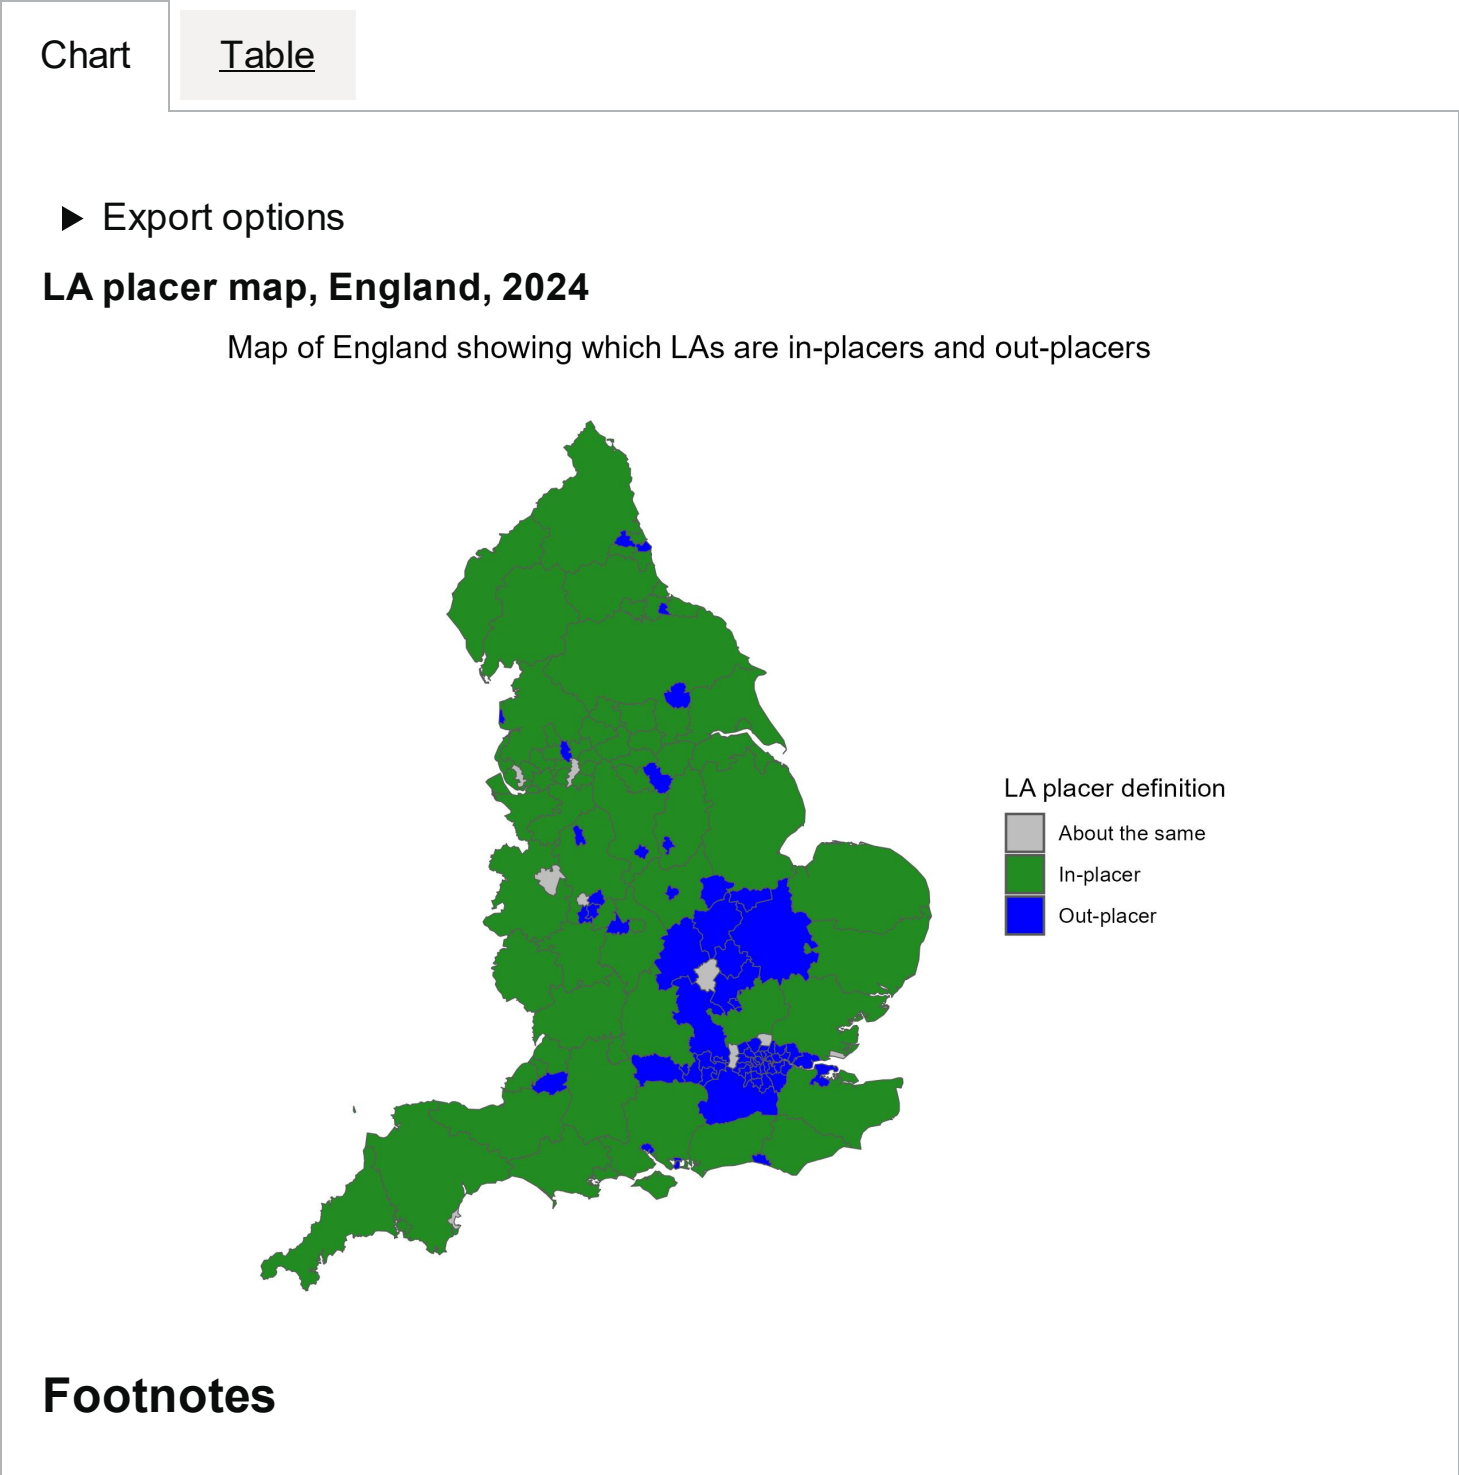 Chart
Table
Export options
LA placer map, England, 2024
Map of England showing which LAs are in-placers and out-placers
LA placer definition
About the same
In-placer
Out-placer
Footnotes